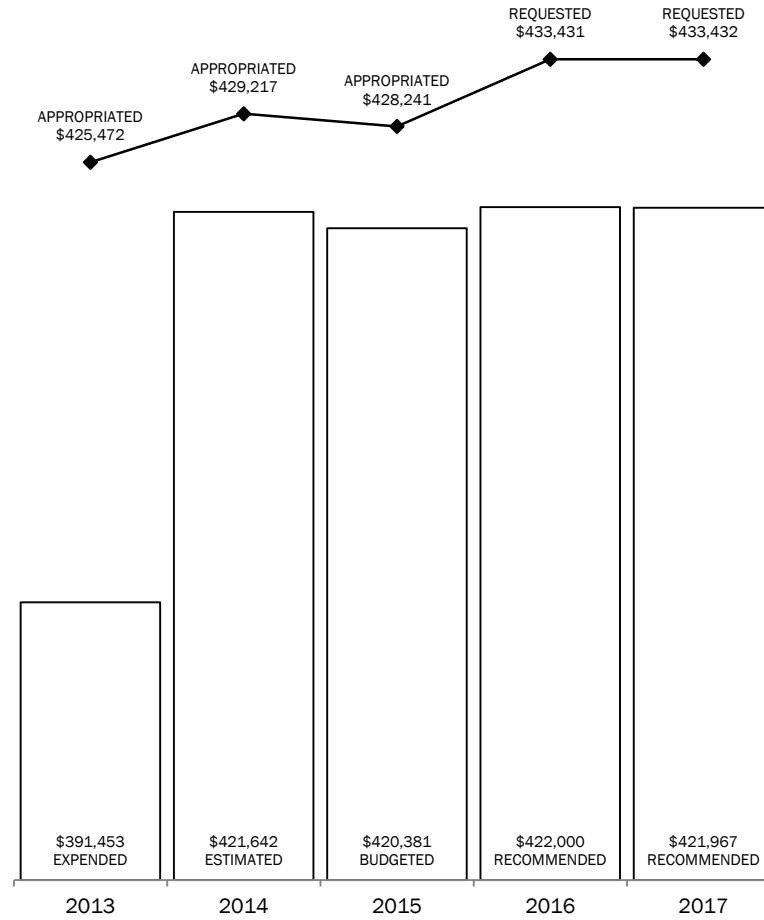 REQUESTED
$433,431
REQUESTED
$433,432
APPROPRIATED
$429,217
APPROPRIATED
$428,241
APPROPRIATED
$425,472
$391,453
EXPENDED
$421,642
ESTIMATED
$420,381
BUDGETED
$422,000
RECOMMENDED
$421,967
RECOMMENDED
2013
2014
2015
2016
2017